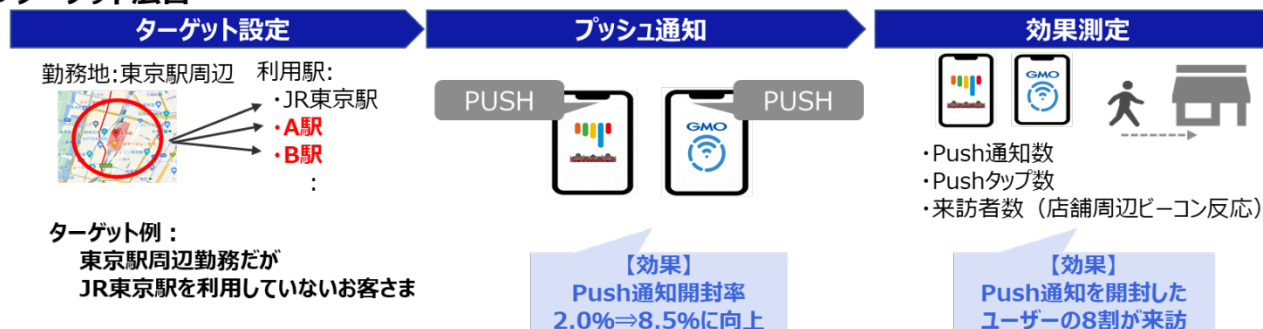 ターゲット設定
プッシュ通知
効果測定
勤務地:東京駅周辺
利用駅:
・JR東京駅
・A駅
・B駅
:
ターゲット例：
東京駅周辺勤務だが
JR東京駅を利用していないお客さま
PUSH
GMO
PUSH
【効果】
Push通知開封率
2.0%⇒8.5%に向上
GMO
・Push通知数
・Pushタップ数
・来訪者数（店舗周辺ビーコン反応）
【効果】
Push通知を開封した
ユーザーの8割が来訪